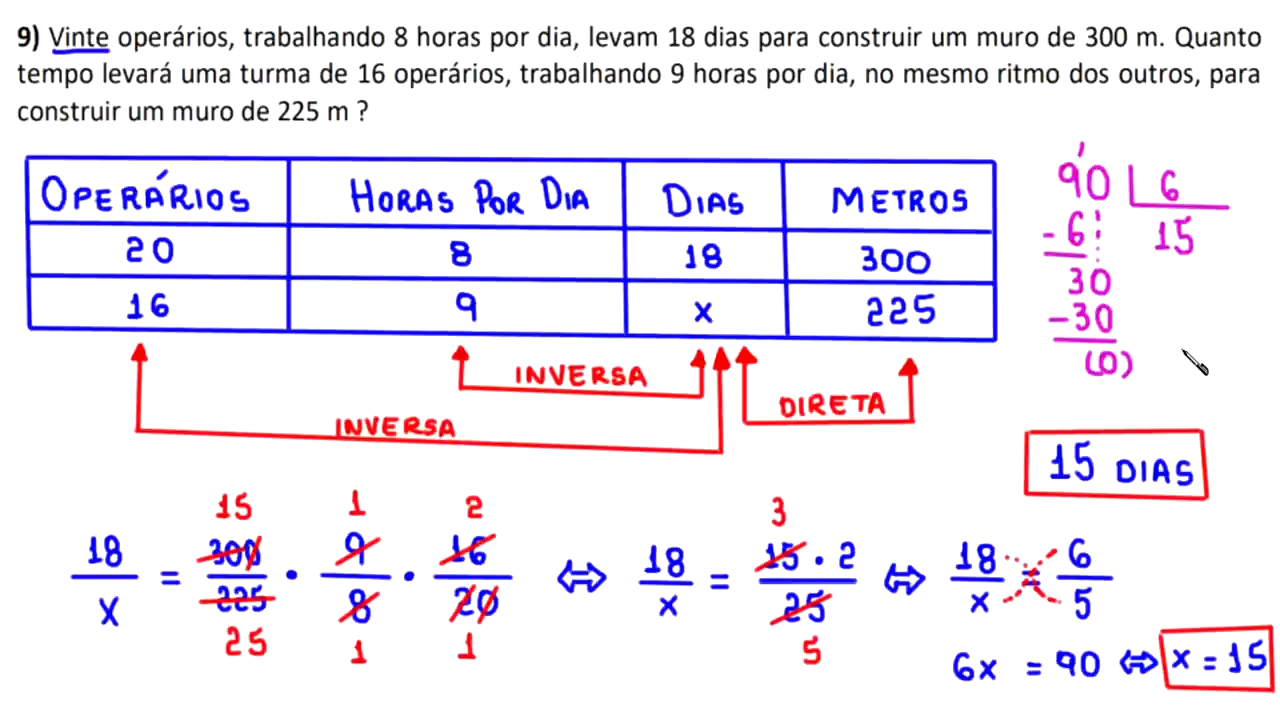 9) Vinte operários, trabalhando 8 horas por dia, levam 18 dias para construir um muro de 300 m. Quanto
tempo levará uma turma de 16 operários, trabalhando 9 horas por dia, no mesmo ritmo dos outros, para
construir um muro de 225 m ?
OPERÁRIOS HORAS POR DIA DIAS METROS
20 8 18 300
16 9 x 225
INVERSA
DIRETA
INVERSA
1
90 6
-6 15
30
-30
(0)
15 DIAS
15 1 2 3
18/x = 300/225 · 9/8 · 16/20 ⇔ 18/x = 15 · 2/25 ⇔ 18/x = 6/5
25 1 1 5
6x = 90 ⇔ x = 15